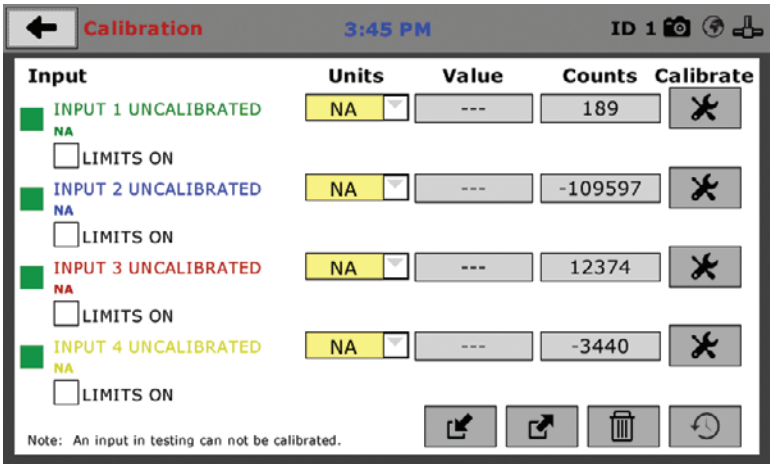 Calibration 3:45 PM ID 1
Input Units Value Counts Calibrate
INPUT 1 UNCALIBRATED NA --- 189
NA
LIMITS ON
INPUT 2 UNCALIBRATED NA --- -109597
NA
LIMITS ON
INPUT 3 UNCALIBRATED NA --- 12374
NA
LIMITS ON
INPUT 4 UNCALIBRATED NA --- -3440
NA
LIMITS ON
Note: An input in testing can not be calibrated.